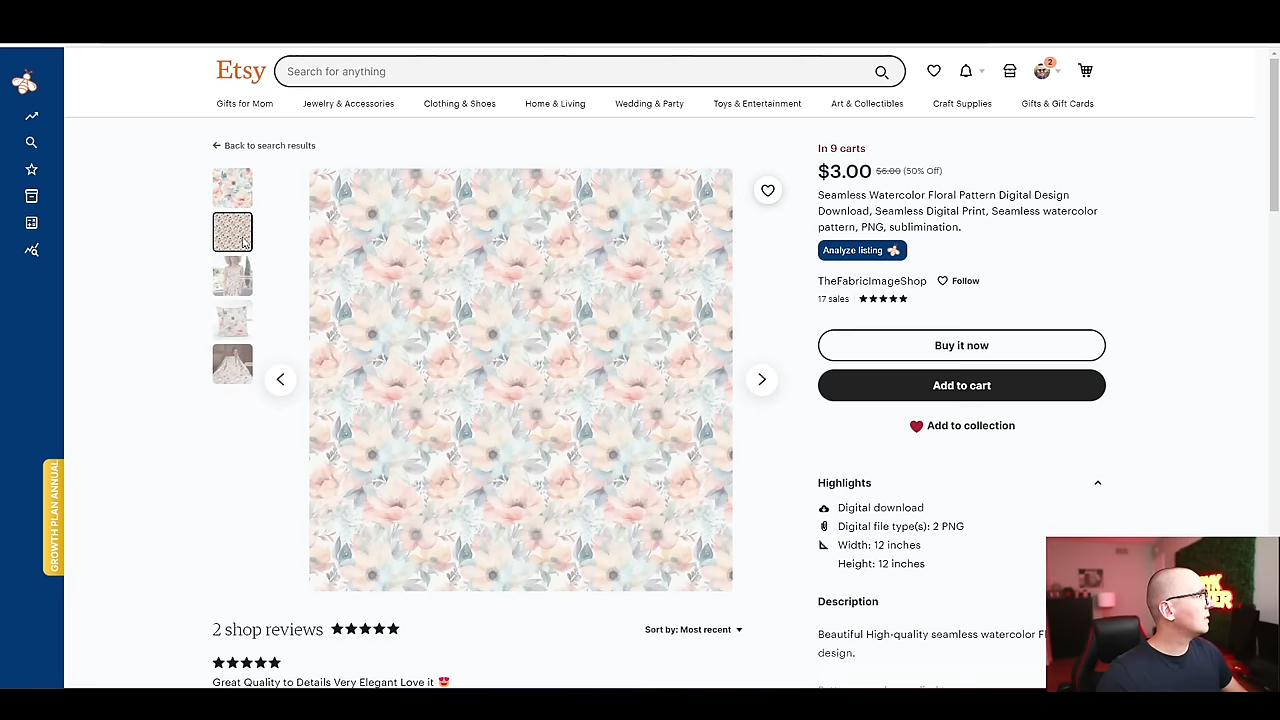 Etsy
Search for anything
2
Gifts for Mom
Jewelry & Accessories
Clothing & Shoes
Home & Living
Wedding & Party
Toys & Entertainment
Art & Collectibles
Craft Supplies
Gifts & Gift Cards
Back to search results
In 9 carts
$3.00 $6.00 (50% Off)
Seamless Watercolor Floral Pattern Digital Design
Download, Seamless Digital Print, Seamless watercolor
pattern, PNG, sublimination.
Analyze listing
TheFabricImageShop Follow
17 sales
Buy it now
Add to cart
Add to collection
Highlights
Digital download
Digital file type(s): 2 PNG
Width: 12 inches
Height: 12 inches
Description
Beautiful High-quality seamless watercolor Fl
design.
GROWTH PLAN ANNUAL
2 shop reviews
Sort by: Most recent
Great Quality to Details Very Elegant Love it